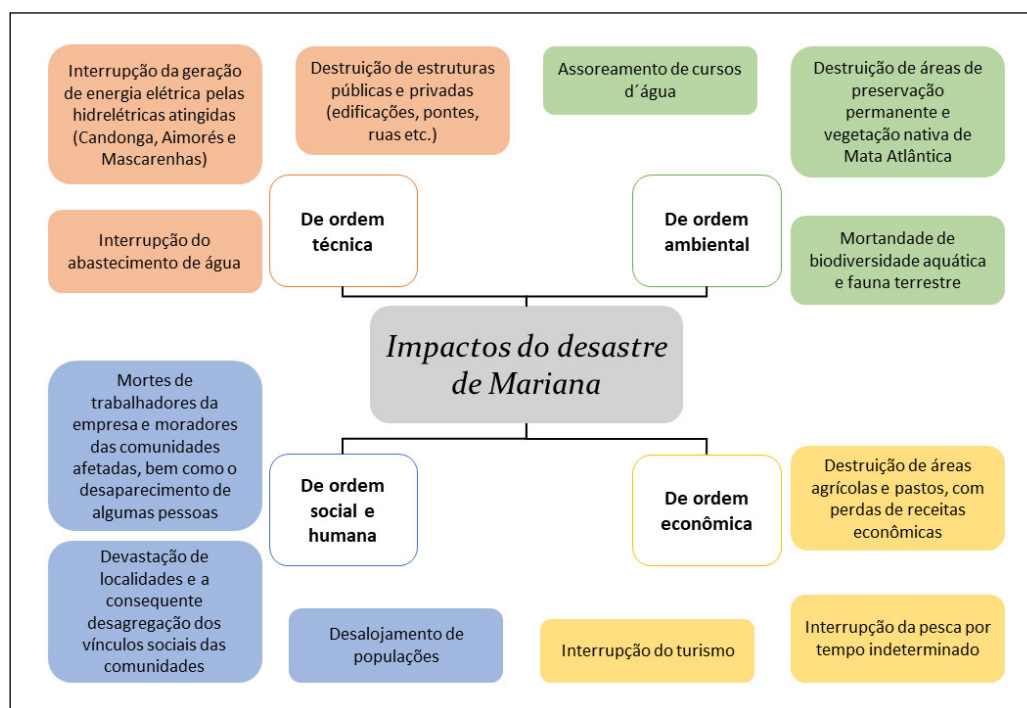 Interrupção da geração
de energia elétrica pelas
hidrelétricas atingidas
(Candonga, Aimorés e
Mascarenhas)
Destruição de estruturas
públicas e privadas
(edificações, pontes,
ruas etc.)
Assoreamento de cursos
d´água
Destruição de áreas de
preservação
permanente e
vegetação nativa de
Mata Atlântica
Interrupção do
abastecimento de água
De ordem
técnica
De ordem
ambiental
Mortandade de
biodiversidade aquática
e fauna terrestre
Impactos do desastre
de Mariana
Mortes de
trabalhadores da
empresa e moradores
das comunidades
afetadas, bem como o
desaparecimento de
algumas pessoas
De ordem
social e
humana
De ordem
econômica
Destruição de áreas
agrícolas e pastos, com
perdas de receitas
econômicas
Devastação de
localidades e a
consequente
desagregação dos
vínculos sociais das
comunidades
Desalojamento de
populações
Interrupção do turismo
Interrupção da pesca por
tempo indeterminado